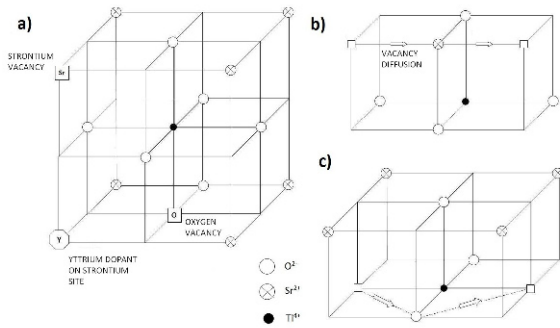 a)
STRONTIUM
VACANCY
Sr
Y
YTTRIUM DOPANT
ON STRONTIUM
SITE
O
OXYGEN
VACANCY
O²⁻
Sr²⁺
Ti⁴⁺
b)
VACANCY
DIFFUSION
c)